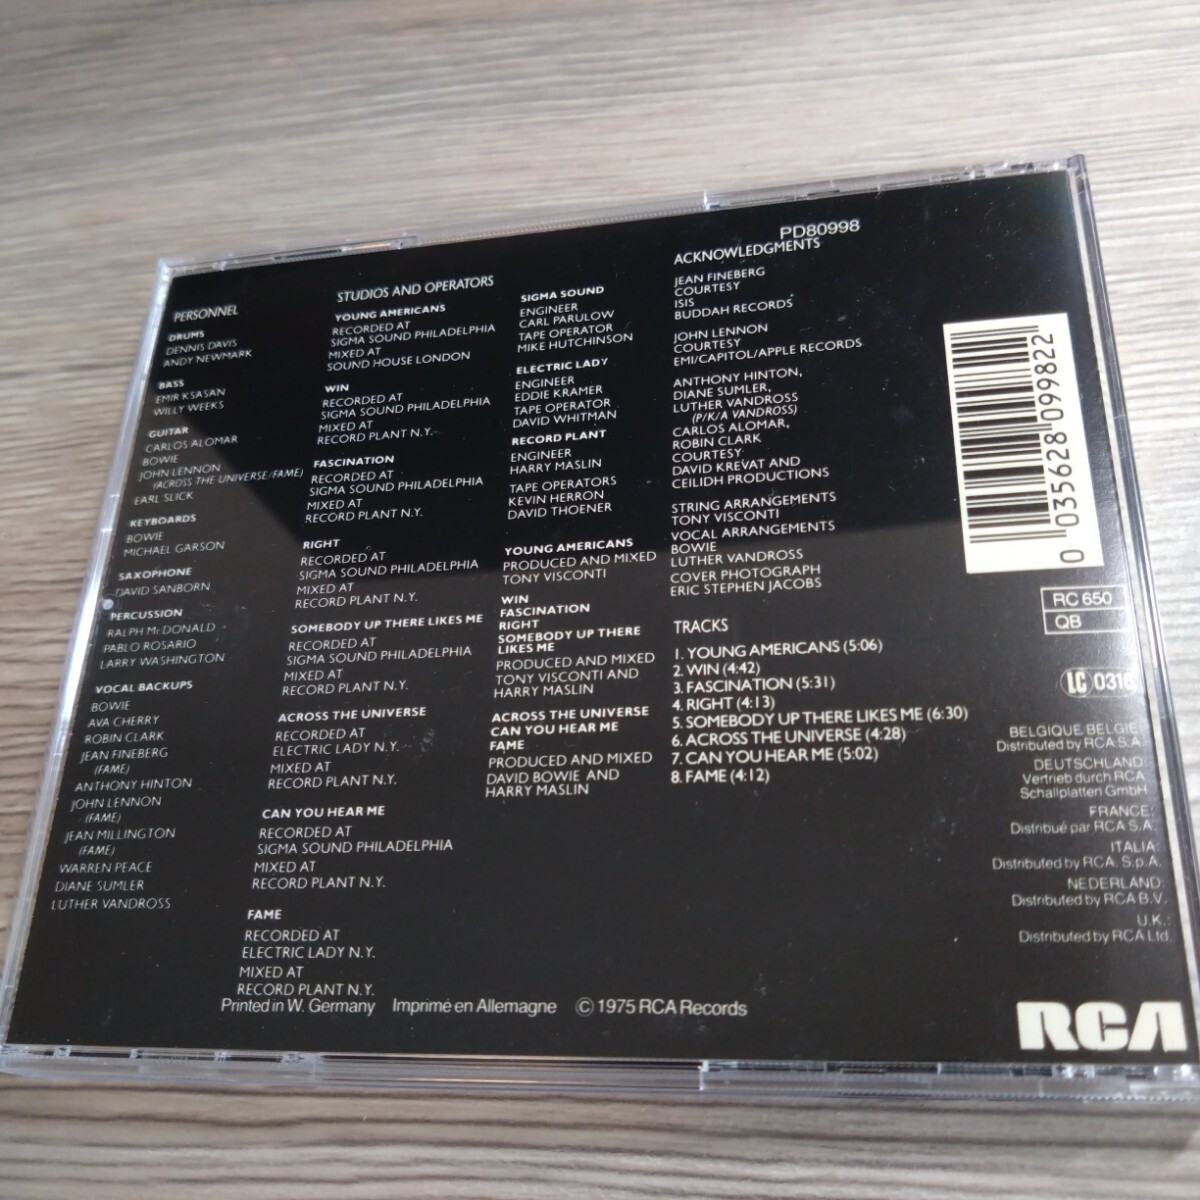 PERSONNEL
DRUMS
DENNIS DAVIS
ANDY NEWMARK
BASS
EMIR KSASAN
WILLY WEEKS
GUITAR
CARLOS ALOMAR
BOWIE
JOHN LENNON
(ACROSS THE UNIVERSE/FAME)
EARL SLICK
KEYBOARDS
BOWIE
MICHAEL GARSON
SAXOPHONE
DAVID SANBORN
PERCUSSION
RALPH McDONALD
PABLO ROSARIO
LARRY WASHINGTON
VOCAL BACKUPS
BOWIE
AVA CHERRY
ROBIN CLARK
JEAN FINEBERG
(FAME)
ANTHONY HINTON
JOHN LENNON
(FAME)
JEAN MILLINGTON
(FAME)
WARREN PEACE
DIANE SUMLER
LUTHER VANDROSS
STUDIOS AND OPERATORS
YOUNG AMERICANS
RECORDED AT
SIGMA SOUND PHILADELPHIA
MIXED AT
SOUND HOUSE LONDON
WIN
RECORDED AT
SIGMA SOUND PHILADELPHIA
MIXED AT
RECORD PLANT N.Y.
FASCINATION
RECORDED AT
SIGMA SOUND PHILADELPHIA
MIXED AT
RECORD PLANT N.Y.
RIGHT
RECORDED AT
SIGMA SOUND PHILADELPHIA
MIXED AT
RECORD PLANT N.Y.
SOMEBODY UP THERE LIKES ME
RECORDED AT
SIGMA SOUND PHILADELPHIA
MIXED AT
RECORD PLANT N.Y.
ACROSS THE UNIVERSE
RECORDED AT
ELECTRIC LADY N.Y.
MIXED AT
RECORD PLANT N.Y.
CAN YOU HEAR ME
RECORDED AT
SIGMA SOUND PHILADELPHIA
MIXED AT
RECORD PLANT N.Y.
FAME
RECORDED AT
ELECTRIC LADY N.Y.
MIXED AT
RECORD PLANT N.Y.
SIGMA SOUND
ENGINEER
CARL PARULOW
TAPE OPERATOR
MIKE HUTCHINSON
ELECTRIC LADY
ENGINEER
EDDIE KRAMER
TAPE OPERATOR
DAVID WHITMAN
RECORD PLANT
ENGINEER
HARRY MASLIN
TAPE OPERATORS
KEVIN HERRON
DAVID THOENER
YOUNG AMERICANS
PRODUCED AND MIXED
TONY VISCONTI
WIN
FASCINATION
RIGHT
SOMEBODY UP THERE
LIKES ME
PRODUCED AND MIXED
TONY VISCONTI AND
HARRY MASLIN
ACROSS THE UNIVERSE
CAN YOU HEAR ME
FAME
PRODUCED AND MIXED
DAVID BOWIE AND
HARRY MASLIN
PD80998
ACKNOWLEDGMENTS
JEAN FINEBERG
COURTESY
ISIS
BUDDAH RECORDS
JOHN LENNON
COURTESY
EMI/CAPITOL/APPLE RECORDS
ANTHONY HINTON,
DIANE SUMLER,
LUTHER VANDROSS
(P/K/A VANDROSS)
CARLOS ALOMAR,
ROBIN CLARK
COURTESY
DAVID KREVAT AND
CEILIDH PRODUCTIONS
STRING ARRANGEMENTS
TONY VISCONTI
VOCAL ARRANGEMENTS
BOWIE
LUTHER VANDROSS
COVER PHOTOGRAPH
ERIC STEPHEN JACOBS
TRACKS
1. YOUNG AMERICANS (5:06)
2. WIN (4:42)
3. FASCINATION (5:31)
4. RIGHT (4:13)
5. SOMEBODY UP THERE LIKES ME (6:30)
6. ACROSS THE UNIVERSE (4:28)
7. CAN YOU HEAR ME (5:02)
8. FAME (4:12)
0 035628 099822
RC 650
QB
LC 0316
BELGIQUE BELGIE:
Distributed by RCA S.A.
DEUTSCHLAND:
Vertrieb durch RCA
Schallplatten GmbH
FRANCE:
Distribué par RCA S.A.
ITALIA:
Distributed by RCA. S.p.A.
NEDERLAND:
Distributed by RCA B.V.
U.K.:
Distributed by RCA Ltd.
Printed in W. Germany Imprimé en Allemagne © 1975 RCA Records
RCA